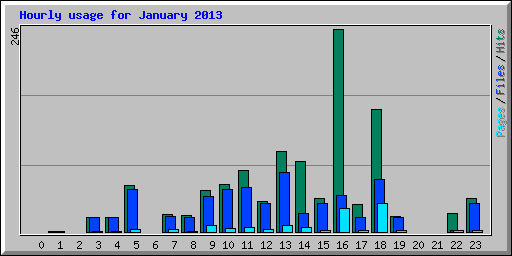 Hourly usage for January 2013
246
Pages/Files/Hits
0 1 2 3 4 5 6 7 8 9 10 11 12 13 14 15 16 17 18 19 20 21 22 23